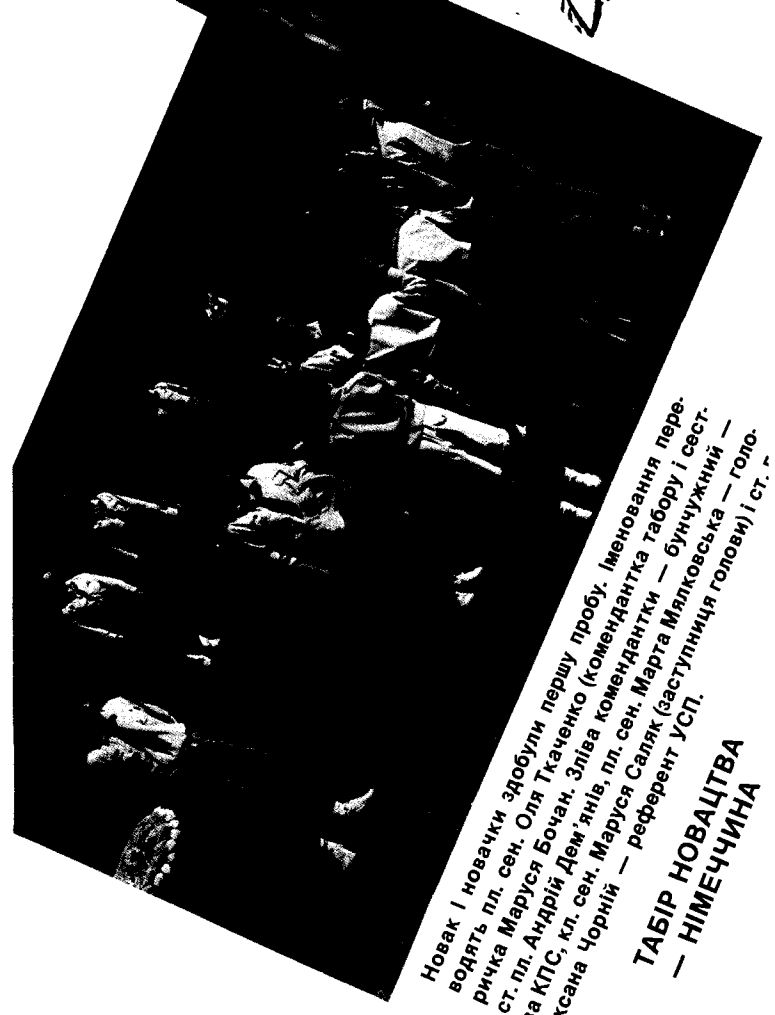 Новак і новачки здобули першу пробу. Іменовання пере-
водять пл. сен. Оля Ткаченко (комендантка табору і сест-
ричка Маруся Бочан. Зліва комендантки — бунчужний —
ст. пл. Андрій Дем'янів, пл. сен. Марта Мялковська — голо-
ва КПС, кл. сен. Маруся Саляк (заступниця голови) і ст.
ксана Чорній — референт УСП.
ТАБІР НОВАЦТВА
— НІМЕЧЧИНА